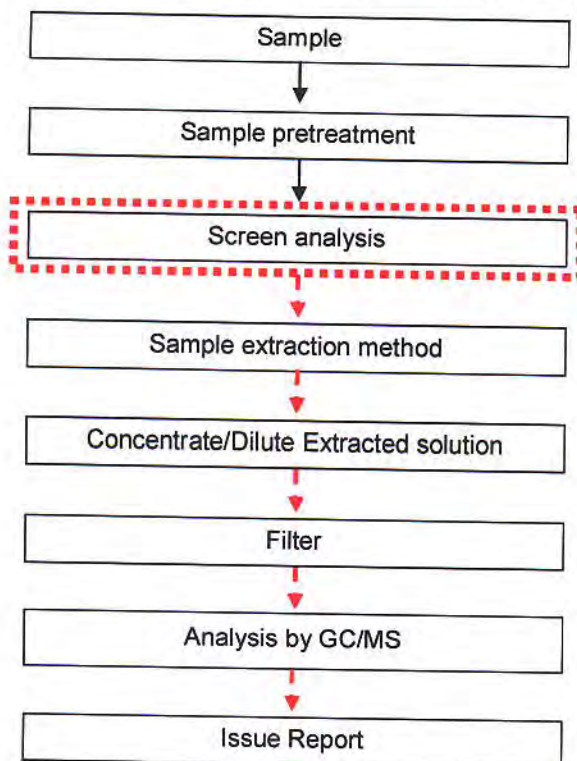 Sample
Sample pretreatment
Screen analysis
Sample extraction method
Concentrate/Dilute Extracted solution
Filter
Analysis by GC/MS
Issue Report